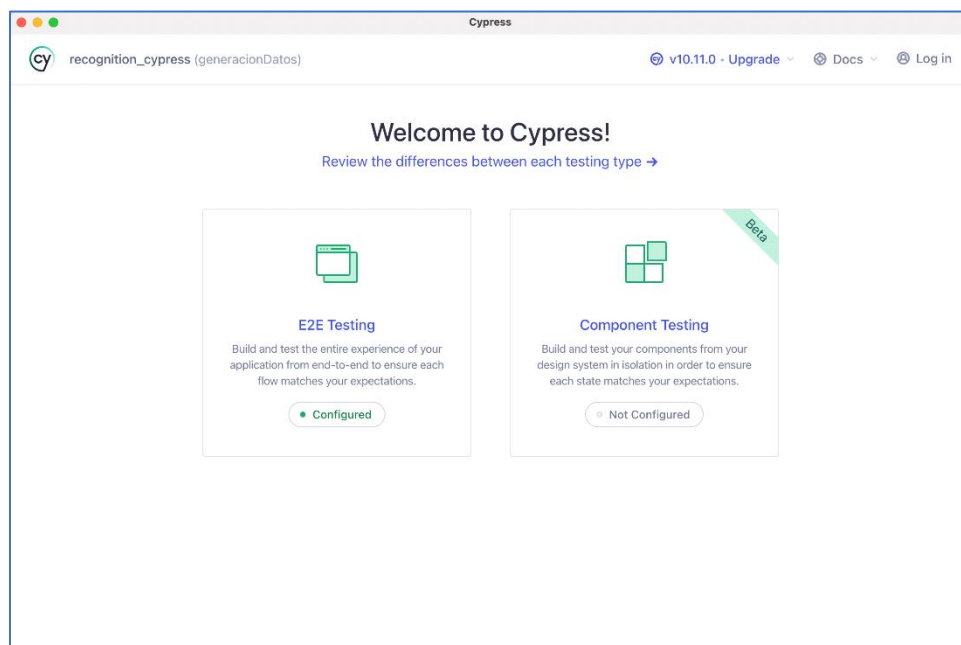 Cypress
cy recognition_cypress (generacionDatos) cy v10.11.0 - Upgrade Docs Log in
Welcome to Cypress!
Review the differences between each testing type →
Beta
E2E Testing
Build and test the entire experience of your
application from end-to-end to ensure each
flow matches your expectations.
Configured
Component Testing
Build and test your components from your
design system in isolation in order to ensure
each state matches your expectations.
Not Configured